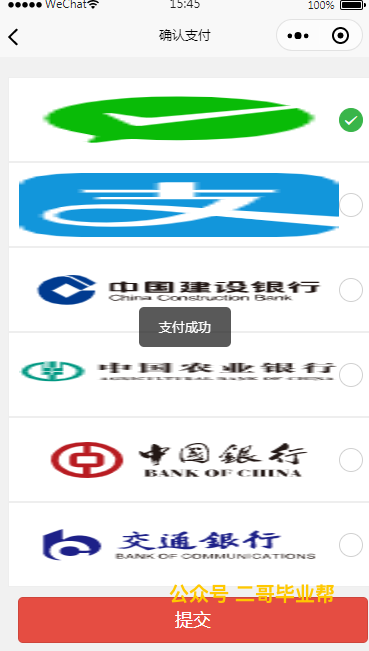 WeChat
15:45
100%
确认支付
中国建设银行
China Construction Bank
支付成功
中国农业银行
AGRICULTURAL BANK OF CHINA
中國銀行
BANK OF CHINA
交通銀行
BANK OF COMMUNICATIONS
公众号 二哥毕业帮
提交